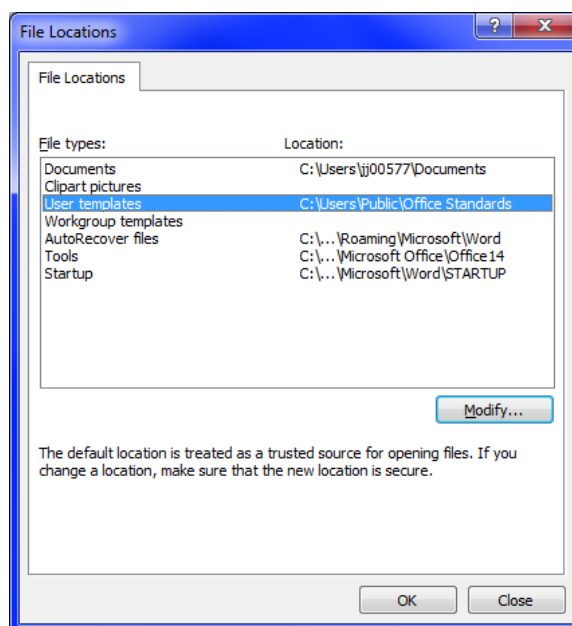 File Locations
File Locations
File types: Location:
Documents C:\Users\jj00577\Documents
Clipart pictures
User templates C:\Users\Public\Office Standards
Workgroup templates
AutoRecover files C:\...\Roaming\Microsoft\Word
Tools C:\...\Microsoft Office\Office14
Startup C:\...\Microsoft\Word\STARTUP
Modify...
The default location is treated as a trusted source for opening files. If you
change a location, make sure that the new location is secure.
OK Close